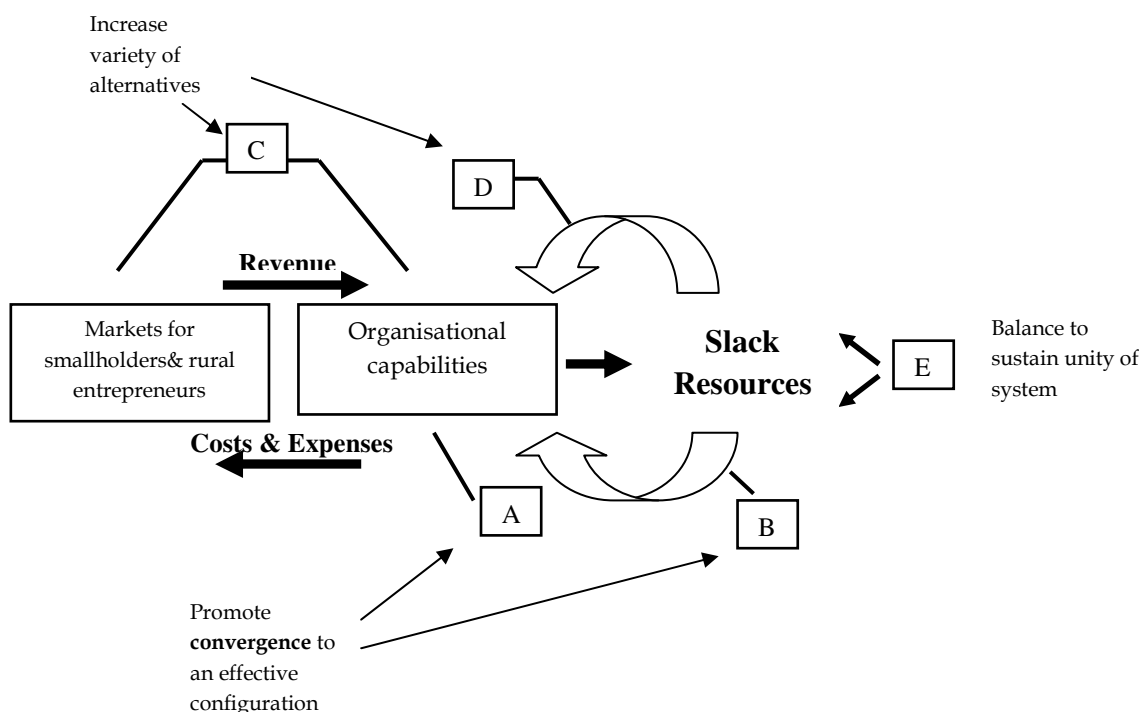 Increase
variety of
alternatives
C
D
Revenue
Markets for
smallholders& rural
entrepreneurs
Organisational
capabilities
Slack
Resources
E
Balance to
sustain unity of
system
Costs & Expenses
A
B
Promote
convergence to
an effective
configuration